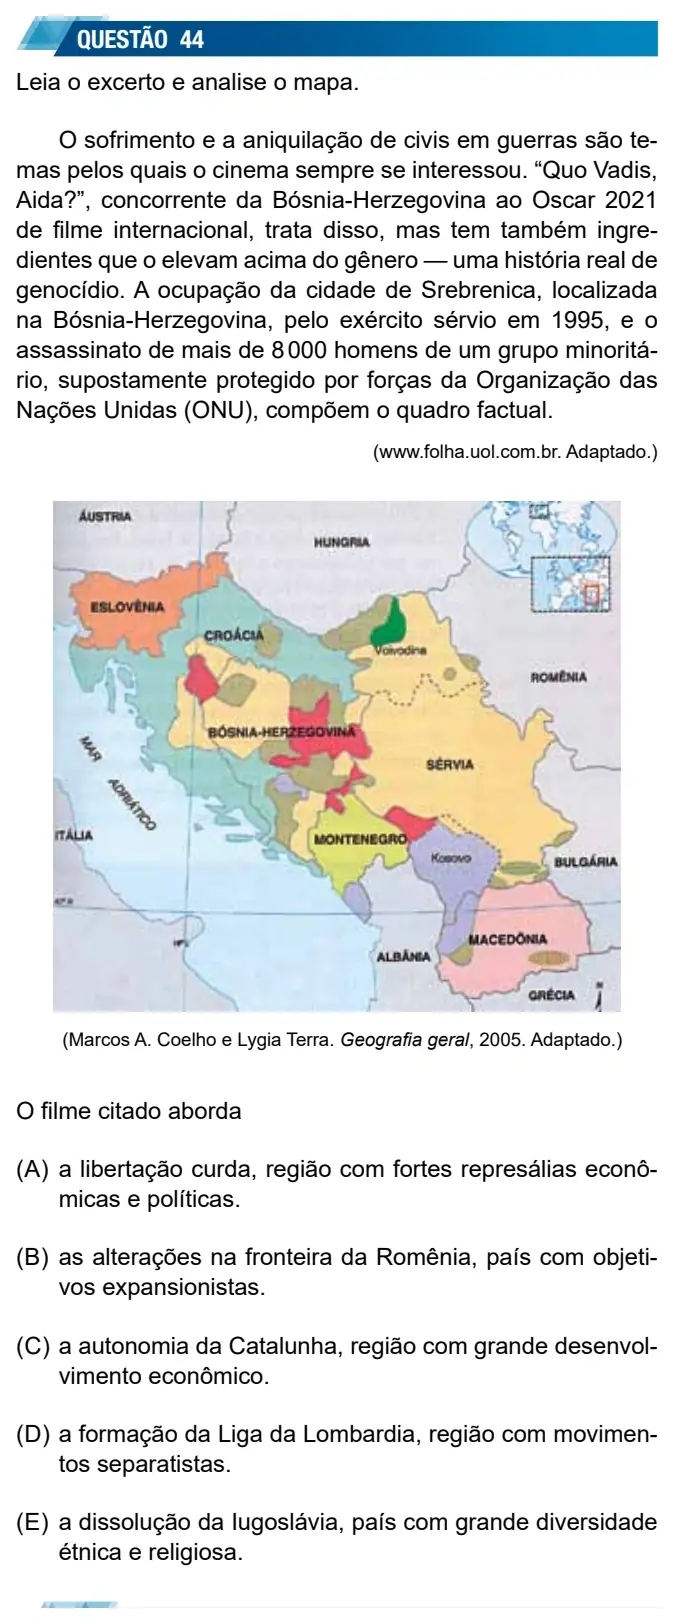 QUESTÃO 44
Leia o excerto e analise o mapa.
O sofrimento e a aniquilação de civis em guerras são te-
mas pelos quais o cinema sempre se interessou. “Quo Vadis,
Aida?”, concorrente da Bósnia-Herzegovina ao Oscar 2021
de filme internacional, trata disso, mas tem também ingre-
dientes que o elevam acima do gênero — uma história real de
genocídio. A ocupação da cidade de Srebrenica, localizada
na Bósnia-Herzegovina, pelo exército sérvio em 1995, e o
assassinato de mais de 8 000 homens de um grupo minoritá-
rio, supostamente protegido por forças da Organização das
Nações Unidas (ONU), compõem o quadro factual.
(www.folha.uol.com.br. Adaptado.)
ÁUSTRIA
HUNGRIA
ESLOVÊNIA
CROÁCIA
Voivodina
ROMÊNIA
BÓSNIA-HERZEGOVINA
MAR ADRIÁTICO
SÉRVIA
ITÁLIA
MONTENEGRO
Kosovo
BULGÁRIA
MACEDÔNIA
ALBÂNIA
GRÉCIA
N
(Marcos A. Coelho e Lygia Terra. Geografia geral, 2005. Adaptado.)
O filme citado aborda
(A) a libertação curda, região com fortes represálias econô-
micas e políticas.
(B) as alterações na fronteira da Romênia, país com objeti-
vos expansionistas.
(C) a autonomia da Catalunha, região com grande desenvol-
vimento econômico.
(D) a formação da Liga da Lombardia, região com movimen-
tos separatistas.
(E) a dissolução da Iugoslávia, país com grande diversidade
étnica e religiosa.